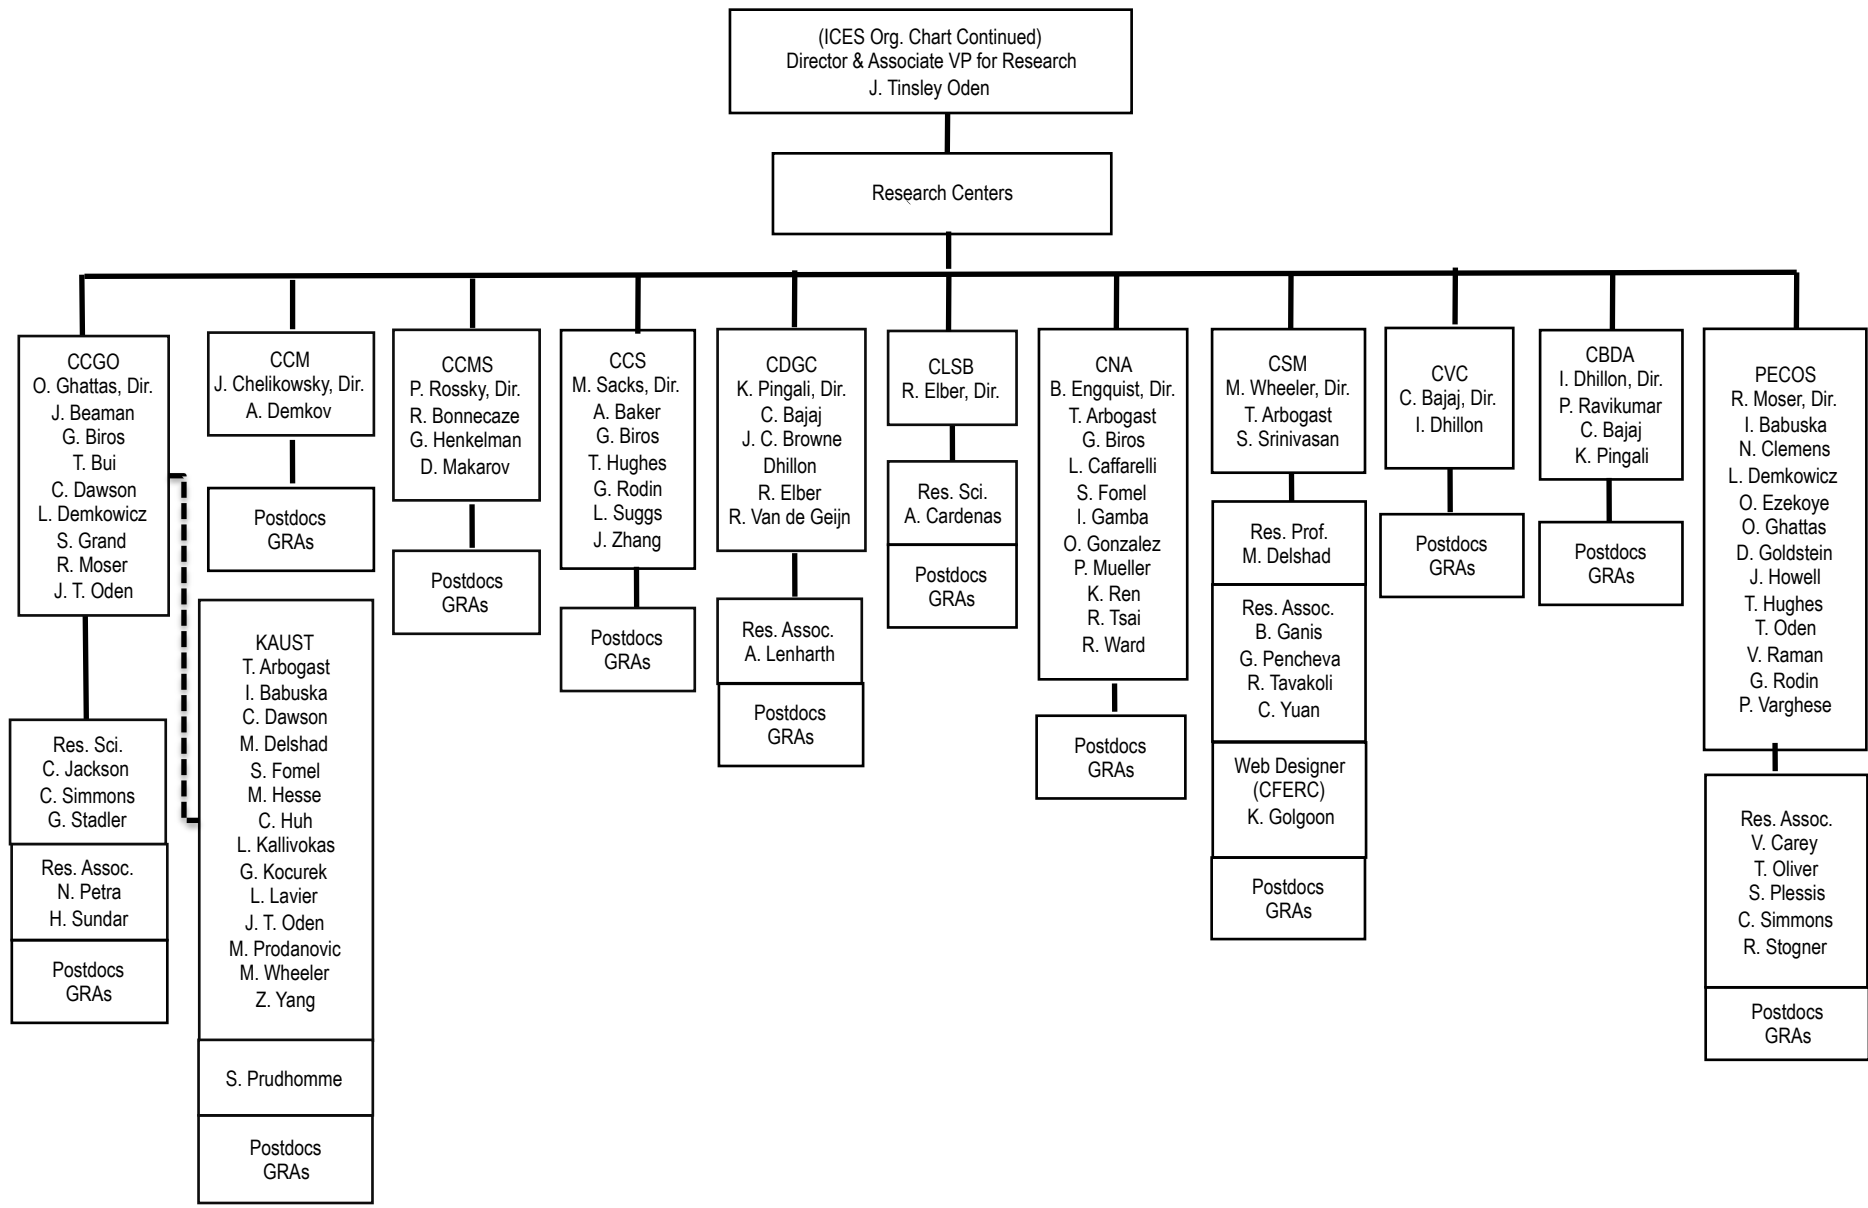 (ICES Org. Chart Continued)
Director & Associate VP for Research
J. Tinsley Oden
Research Centers
CCGO
O. Ghattas, Dir.
J. Beaman
G. Biros
T. Bui
C. Dawson
L. Demkowicz
S. Grand
R. Moser
J. T. Oden
Res. Sci.
C. Jackson
C. Simmons
G. Stadler
Res. Assoc.
N. Petra
H. Sundar
Postdocs
GRAs
CCM
J. Chelikowsky, Dir.
A. Demkov
Postdocs
GRAs
KAUST
T. Arbogast
I. Babuska
C. Dawson
M. Delshad
S. Fomel
M. Hesse
C. Huh
L. Kallivokas
G. Kocurek
L. Lavier
J. T. Oden
M. Prodanovic
M. Wheeler
Z. Yang
S. Prudhomme
Postdocs
GRAs
CCMS
P. Rossky, Dir.
R. Bonnecaze
G. Henkelman
D. Makarov
Postdocs
GRAs
CCS
M. Sacks, Dir.
A. Baker
G. Biros
T. Hughes
G. Rodin
L. Suggs
J. Zhang
Postdocs
GRAs
CDGC
K. Pingali, Dir.
C. Bajaj
J. C. Browne
Dhillon
R. Elber
R. Van de Geijn
Res. Assoc.
A. Lenharth
Postdocs
GRAs
CLSB
R. Elber, Dir.
Res. Sci.
A. Cardenas
Postdocs
GRAs
CNA
B. Engquist, Dir.
T. Arbogast
G. Biros
L. Caffarelli
S. Fomel
I. Gamba
O. Gonzalez
P. Mueller
K. Ren
R. Tsai
R. Ward
Postdocs
GRAs
CSM
M. Wheeler, Dir.
T. Arbogast
S. Srinivasan
Res. Prof.
M. Delshad
Res. Assoc.
B. Ganis
G. Pencheva
R. Tavakoli
C. Yuan
Web Designer
(CFERC)
K. Golgoon
Postdocs
GRAs
CVC
C. Bajaj, Dir.
I. Dhillon
Postdocs
GRAs
CBDA
I. Dhillon, Dir.
P. Ravikumar
C. Bajaj
K. Pingali
Postdocs
GRAs
PECOS
R. Moser, Dir.
I. Babuska
N. Clemens
L. Demkowicz
O. Ezekoye
O. Ghattas
D. Goldstein
J. Howell
T. Hughes
T. Oden
V. Raman
G. Rodin
P. Varghese
Res. Assoc.
V. Carey
T. Oliver
S. Plessis
C. Simmons
R. Stogner
Postdocs
GRAs